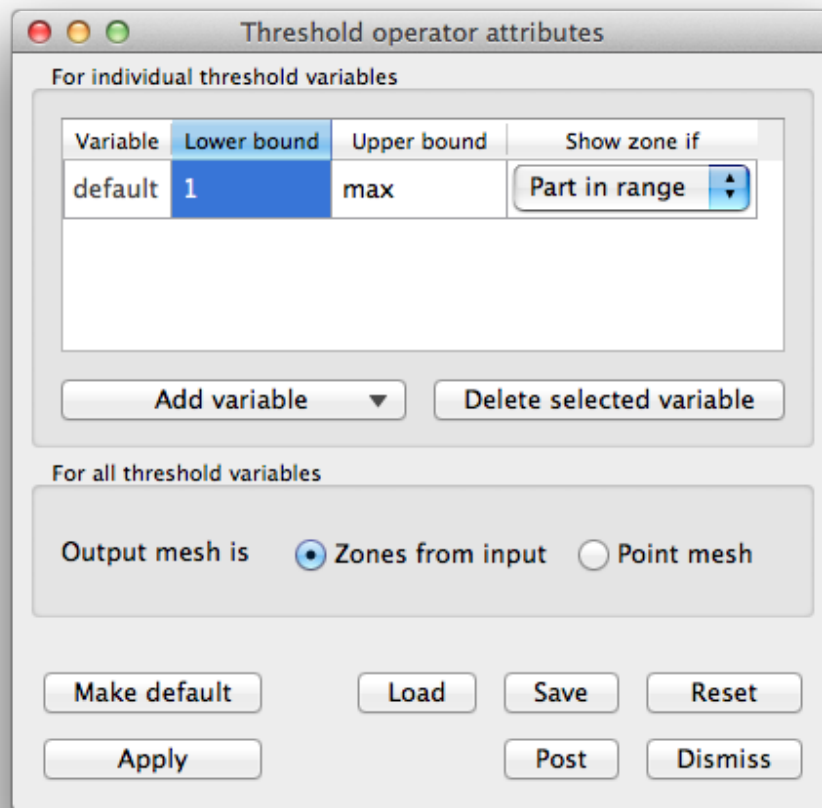 Threshold operator attributes
For individual threshold variables
Variable Lower bound Upper bound Show zone if
default 1 max Part in range
Add variable Delete selected variable
For all threshold variables
Output mesh is Zones from input Point mesh
Make default Load Save Reset
Apply Post Dismiss